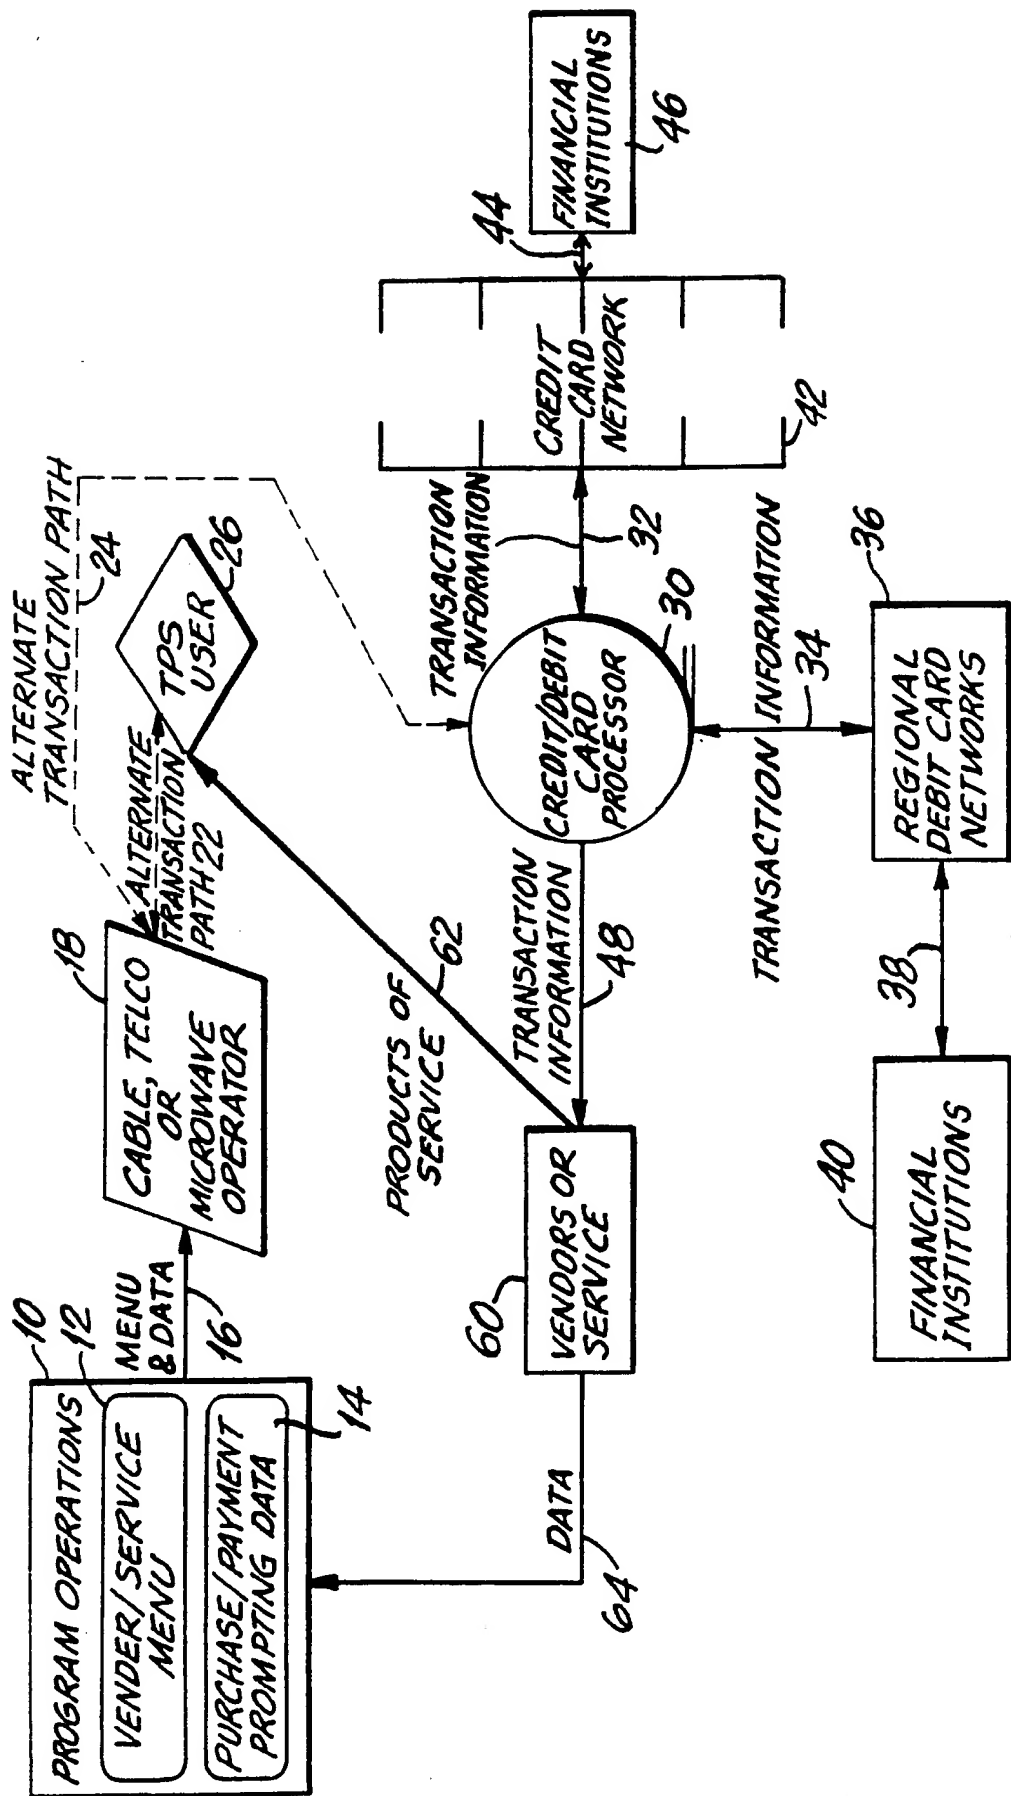 PROGRAM OPERATIONS
10
12
VENDER/SERVICE
MENU
PURCHASE/PAYMENT
PROMPTING DATA
14
MENU
& DATA
16
18
CABLE, TELCO
OR
MICROWAVE
OPERATOR
ALTERNATE
TRANSACTION PATH
24
ALTERNATE
TRANSACTION
PATH 22
TPS
USER
26
PRODUCTS OF
SERVICE
62
DATA
64
60
VENDORS OR
SERVICE
TRANSACTION
INFORMATION
48
CREDIT/DEBIT
CARD
PROCESSOR
30
TRANSACTION
INFORMATION
32
CREDIT
CARD
NETWORK
42
44
FINANCIAL
INSTITUTIONS
46
TRANSACTION INFORMATION
34
36
REGIONAL
DEBIT CARD
NETWORKS
38
40
FINANCIAL
INSTITUTIONS